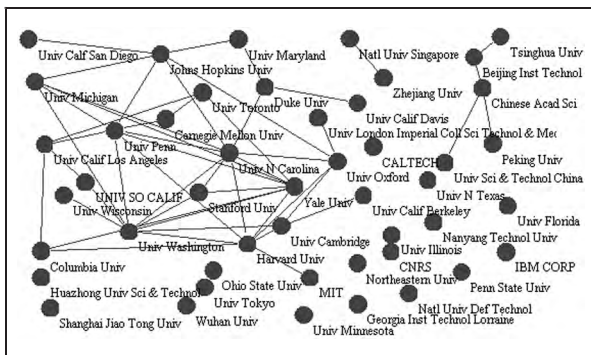 Univ Calf San Diego
Univ Maryland
Natl Univ Singapore
Tsinghua Univ
Johns Hopkins Univ
Beijing Inst Technol
Univ Michigan
Zhejiang Univ
Chinese Acad Sci
Univ Toronto
Duke Univ
Univ Calif Davis
Carnegie Mellon Univ
Univ Penn
Univ London Imperial Coll Sci Technol & Med
Univ Calif Los Angeles
Univ N Carolina
CALTECH
Peking Univ
Univ Oxford
Univ Sci & Technol China
UNIV SO CALIF
Stanford Univ
Yale Univ
Univ N Texas
Univ Wisconsin
Univ Calif Berkeley
Univ Florida
Univ Washington
Univ Cambridge
Nanyang Technol Univ
Harvard Univ
Univ Illinois
Columbia Univ
CNRS
IBM CORP
Huazhong Univ Sci & Technol
Ohio State Univ
MIT
Northeastern Univ
Penn State Univ
Univ Tokyo
Natl Univ Def Technol
Shanghai Jiao Tong Univ
Wuhan Univ
Univ Minnesota
Georgia Inst Technol Lorraine